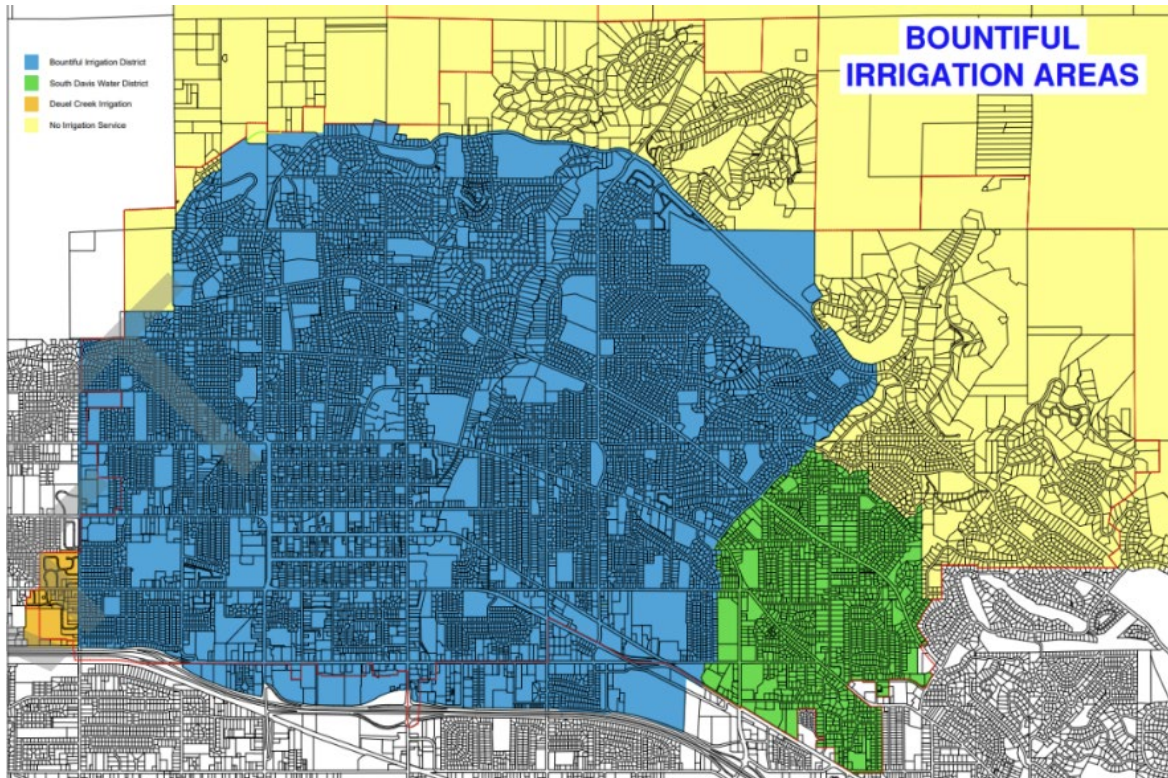 BOUNTIFUL
IRRIGATION AREAS
Bountiful Irrigation District
South Davis Water District
Deuel Creek Irrigation
No Irrigation Service